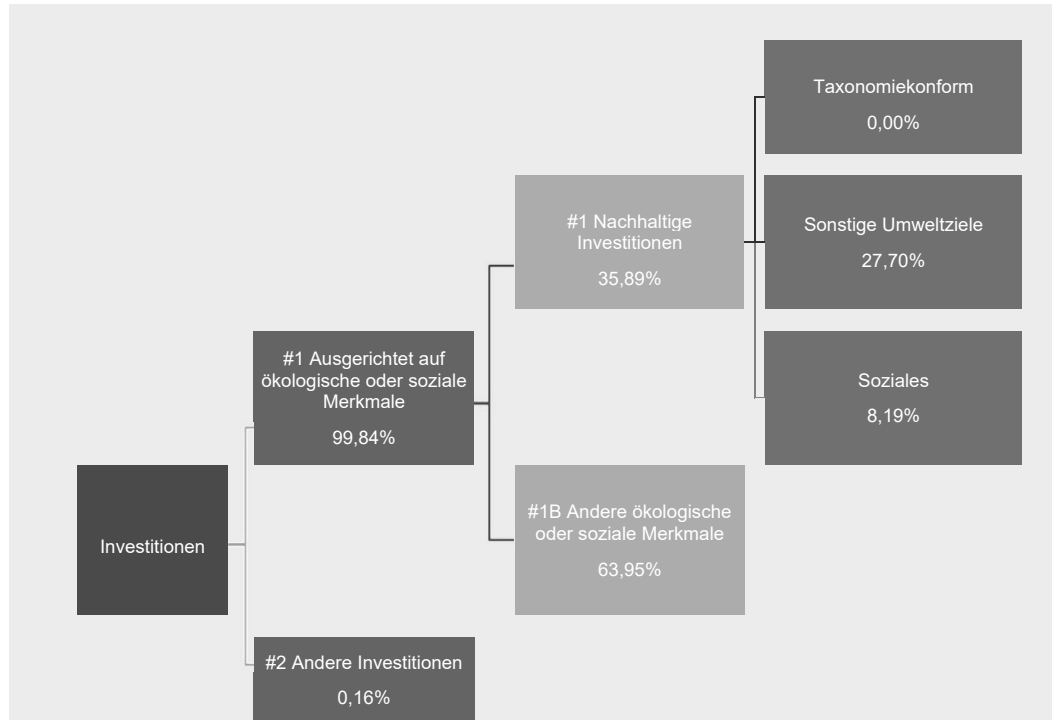 Taxonomiekonform
0,00%
#1 Nachhaltige
Investitionen
35,89%
Sonstige Umweltziele
27,70%
#1 Ausgerichtet auf
ökologische oder soziale
Merkmale
99,84%
Soziales
8,19%
Investitionen
#1B Andere ökologische
oder soziale Merkmale
63,95%
#2 Andere Investitionen
0,16%